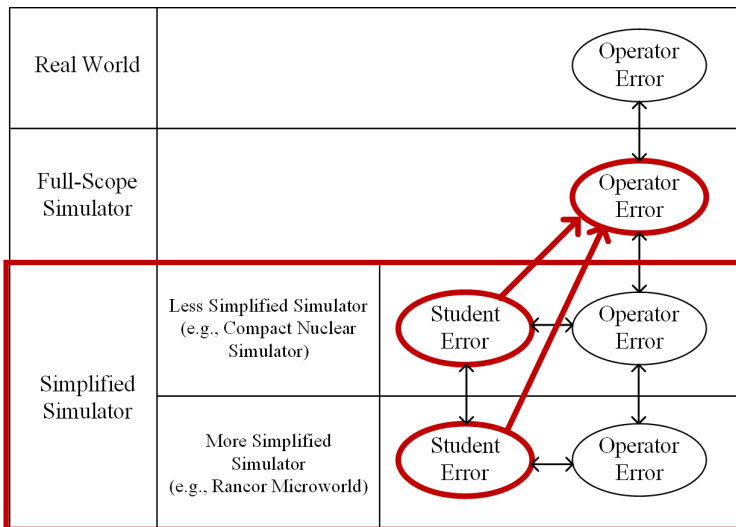 Real World
Operator
Error
Full-Scope
Simulator
Operator
Error
Simplified
Simulator
Less Simplified Simulator
(e.g., Compact Nuclear
Simulator)
Student
Error
Operator
Error
More Simplified
Simulator
(e.g., Rancor Microworld)
Student
Error
Operator
Error